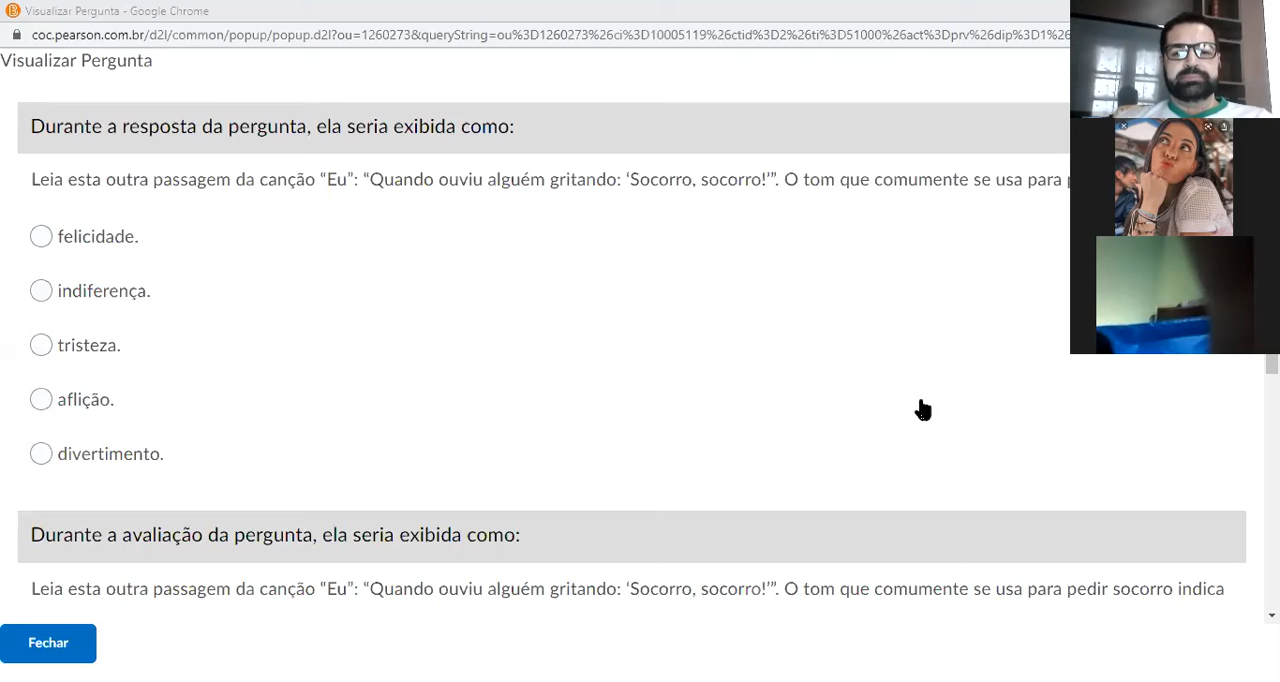 Visualizar Pergunta - Google Chrome
coc.pearson.com.br/d2l/common/popup/popup.d2l?ou=1260273&queryString=ou%3D1260273%26ci%3D10005119%26ctid%3D2%26ti%3D51000%26act%3Dprv%26dip%3D1%26
Visualizar Pergunta
Durante a resposta da pergunta, ela seria exibida como:
Leia esta outra passagem da canção “Eu”: “Quando ouviu alguém gritando: ‘Socorro, socorro!’”. O tom que comumente se usa para
felicidade.
indiferença.
tristeza.
aflição.
divertimento.
Durante a avaliação da pergunta, ela seria exibida como:
Leia esta outra passagem da canção “Eu”: “Quando ouviu alguém gritando: ‘Socorro, socorro!’”. O tom que comumente se usa para pedir socorro indica
Fechar